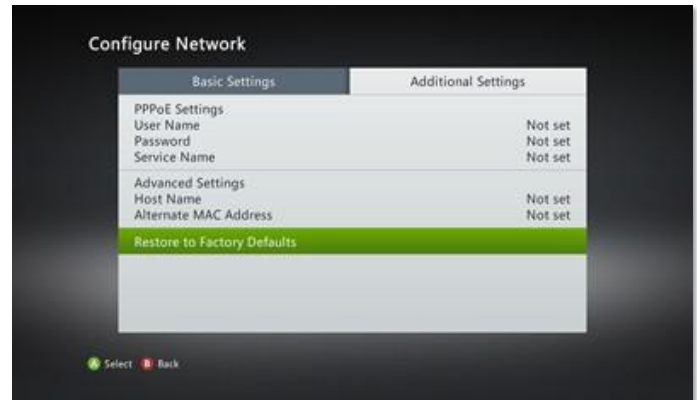 Configure Network
Basic Settings
Additional Settings
PPPoE Settings
User Name Not set
Password Not set
Service Name Not set
Advanced Settings
Host Name Not set
Alternate MAC Address Not set
Restore to Factory Defaults
A Select B Back